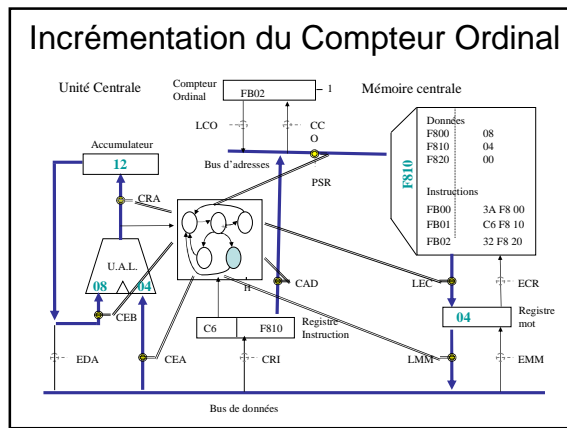 Incrémentation du Compteur Ordinal
Unité Centrale
Compteur
Ordinal
FB02
1
Mémoire centrale
LCO
CC
O
Accumulateur
12
Bus d'adresses
PSR
F810
Données
F800 08
F810 04
F820 00
Instructions
FB00 3A F8 00
FB01 C6 F8 10
FB02 32 F8 20
CRA
U.A.L.
08
04
H
CAD
LEC
ECR
CEB
C6
F810
Registre
Instruction
04
Registre
mot
EDA
CEA
CRI
LMM
EMM
Bus de données